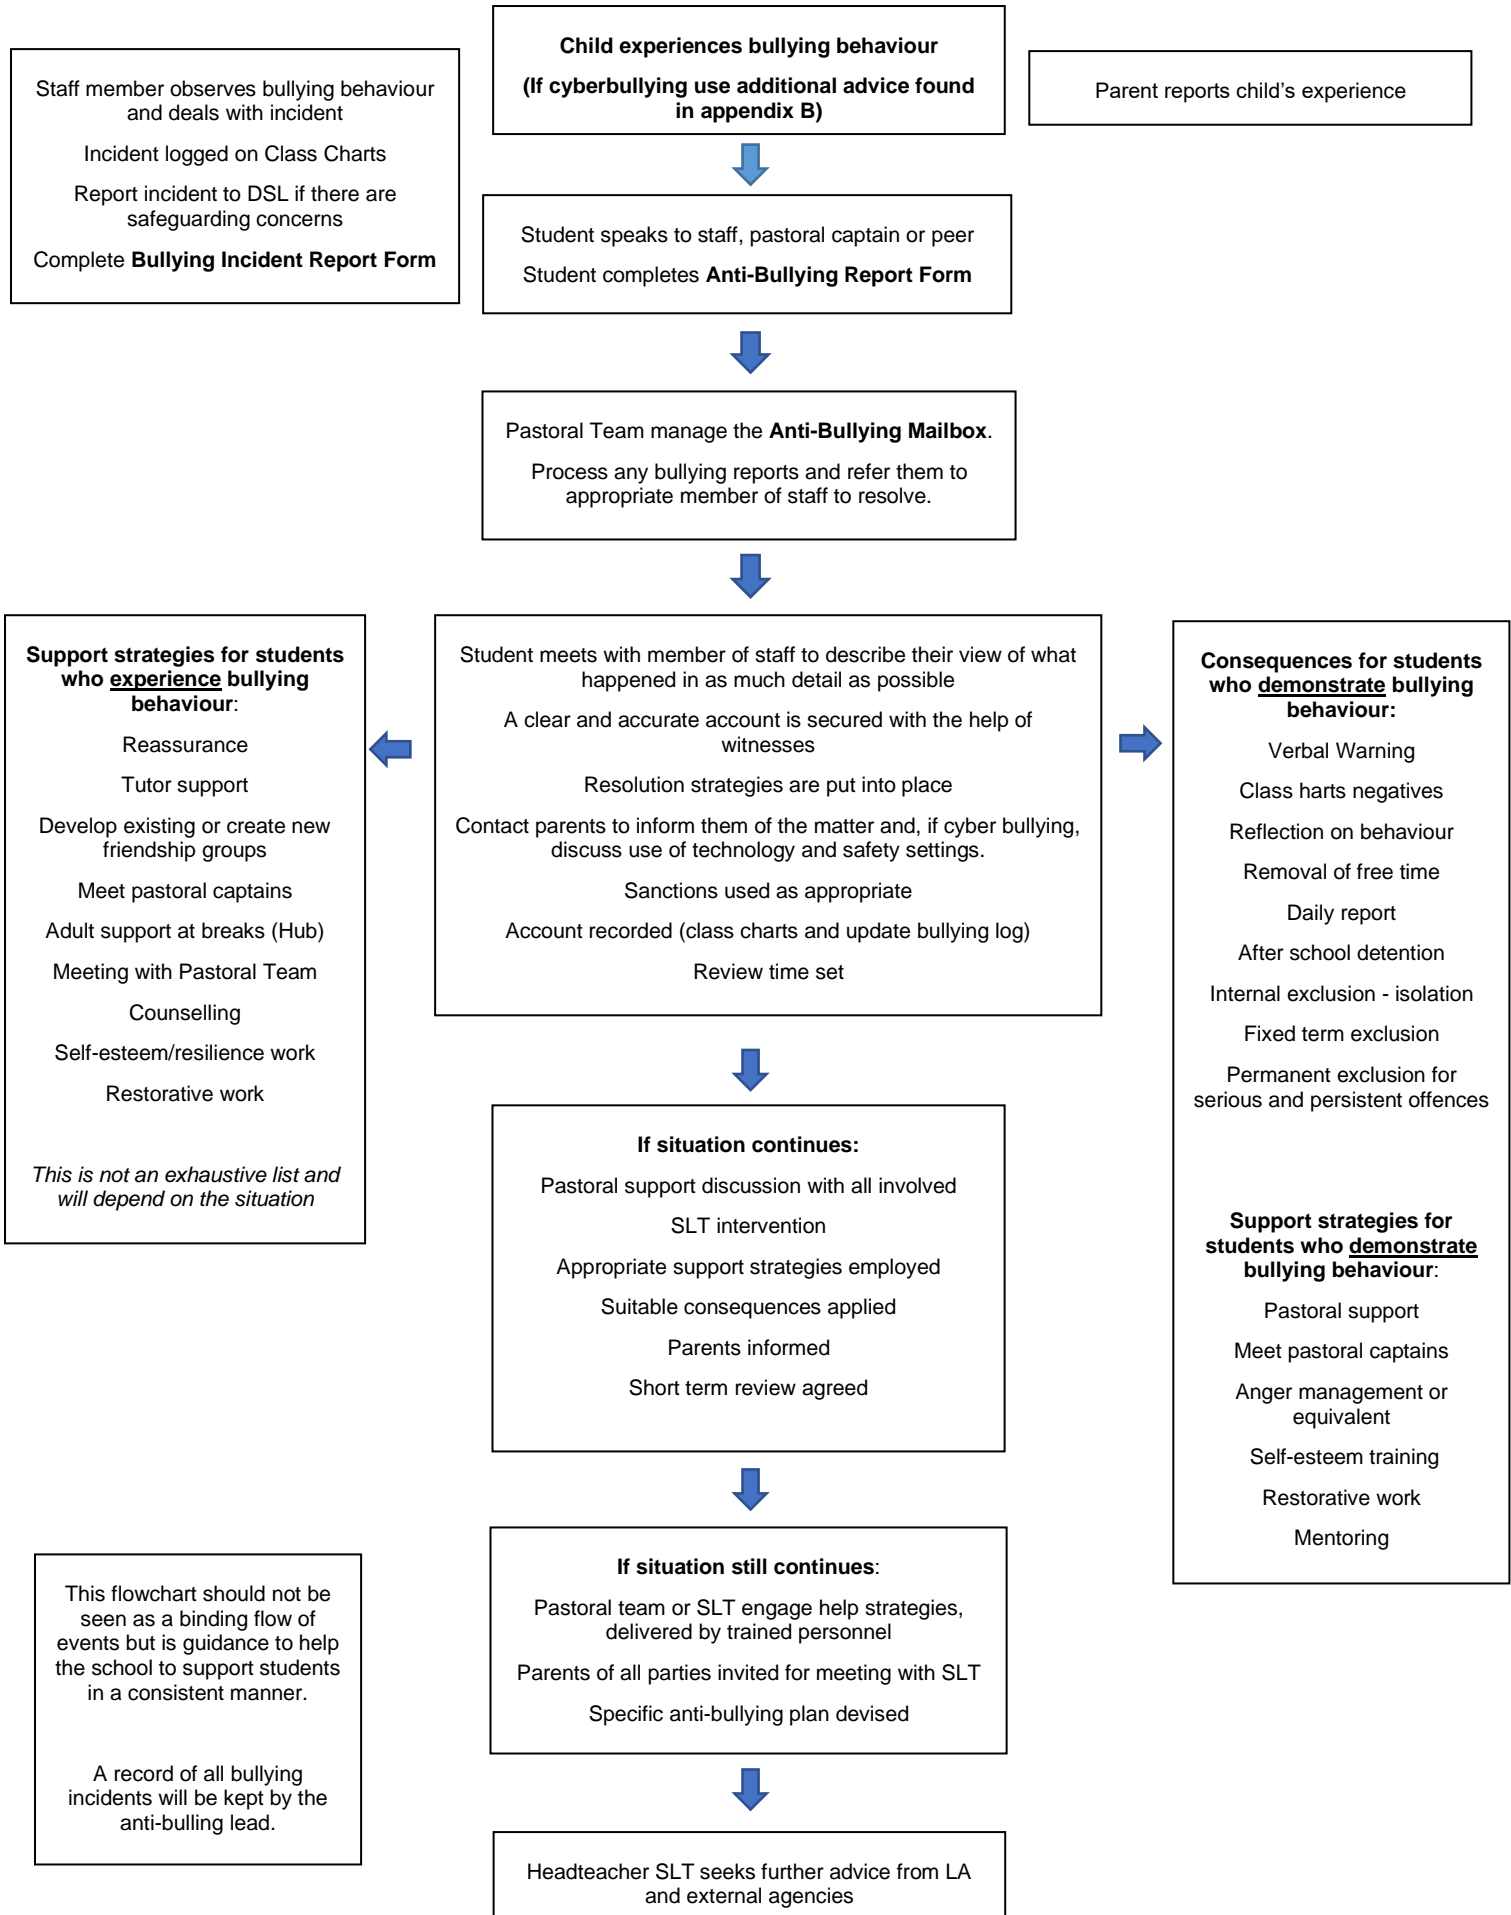 Child experiences bullying behaviour
(If cyberbullying use additional advice found
in appendix B)
Staff member observes bullying behaviour
and deals with incident
Incident logged on Class Charts
Report incident to DSL if there are
safeguarding concerns
Complete Bullying Incident Report Form
Parent reports child's experience
Student speaks to staff, pastoral captain or peer
Student completes Anti-Bullying Report Form
Pastoral Team manage the Anti-Bullying Mailbox.
Process any bullying reports and refer them to
appropriate member of staff to resolve.
Support strategies for students
who experience bullying
behaviour:
Reassurance
Tutor support
Develop existing or create new
friendship groups
Meet pastoral captains
Adult support at breaks (Hub)
Meeting with Pastoral Team
Counselling
Self-esteem/resilience work
Restorative work
This is not an exhaustive list and
will depend on the situation
Student meets with member of staff to describe their view of what
happened in as much detail as possible
A clear and accurate account is secured with the help of
witnesses
Resolution strategies are put into place
Contact parents to inform them of the matter and, if cyber bullying,
discuss use of technology and safety settings.
Sanctions used as appropriate
Account recorded (class charts and update bullying log)
Review time set
Consequences for students
who demonstrate bullying
behaviour:
Verbal Warning
Class harts negatives
Reflection on behaviour
Removal of free time
Daily report
After school detention
Internal exclusion - isolation
Fixed term exclusion
Permanent exclusion for
serious and persistent offences
Support strategies for
students who demonstrate
bullying behaviour:
Pastoral support
Meet pastoral captains
Anger management or
equivalent
Self-esteem training
Restorative work
Mentoring
If situation continues:
Pastoral support discussion with all involved
SLT intervention
Appropriate support strategies employed
Suitable consequences applied
Parents informed
Short term review agreed
If situation still continues:
Pastoral team or SLT engage help strategies,
delivered by trained personnel
Parents of all parties invited for meeting with SLT
Specific anti-bullying plan devised
This flowchart should not be
seen as a binding flow of
events but is guidance to help
the school to support students
in a consistent manner.
A record of all bullying
incidents will be kept by the
anti-bulling lead.
Headteacher SLT seeks further advice from LA
and external agencies